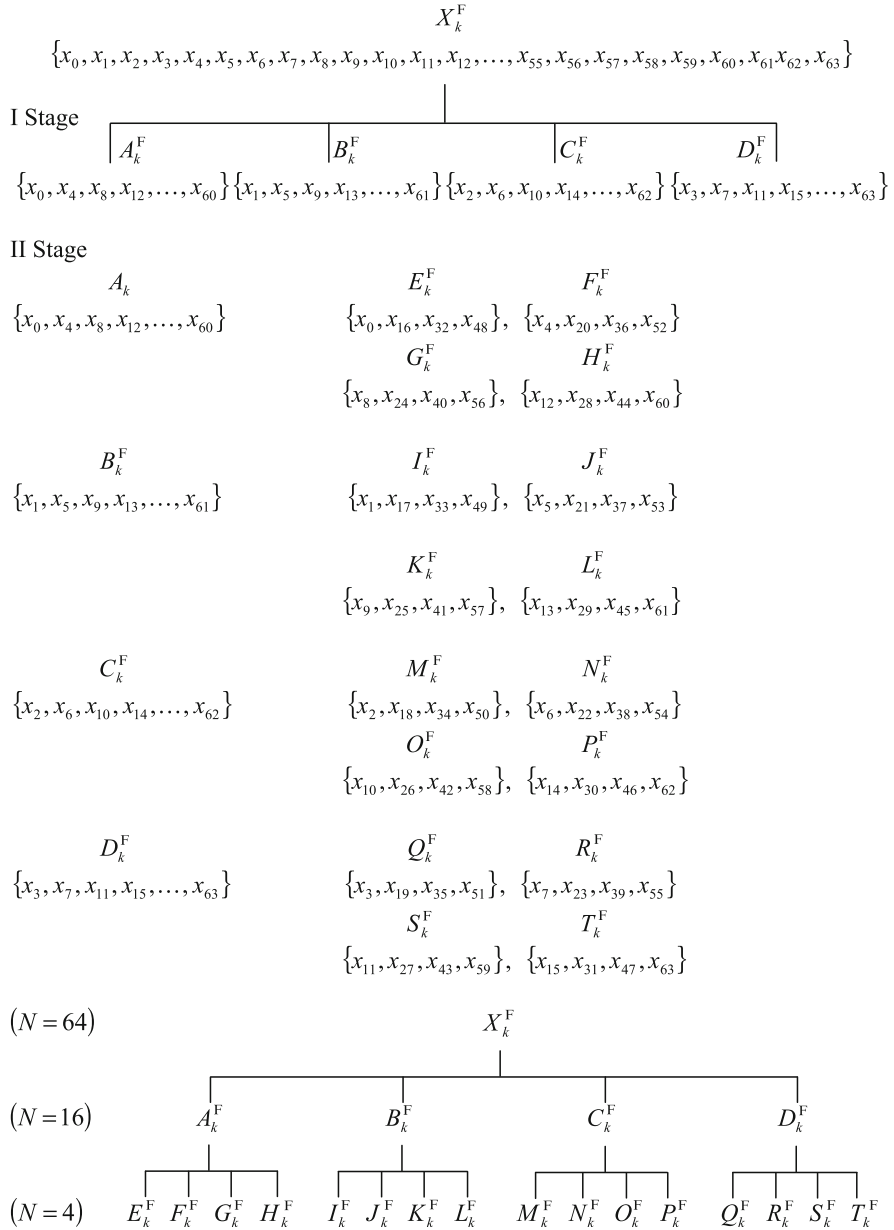 X_k^F
{x_0, x_1, x_2, x_3, x_4, x_5, x_6, x_7, x_8, x_9, x_10, x_11, x_12, …, x_55, x_56, x_57, x_58, x_59, x_60, x_61 x_62, x_63}
I Stage
A_k^F B_k^F C_k^F D_k^F
{x_0, x_4, x_8, x_12, …, x_60} {x_1, x_5, x_9, x_13, …, x_61} {x_2, x_6, x_10, x_14, …, x_62} {x_3, x_7, x_11, x_15, …, x_63}
II Stage
A_k E_k^F F_k^F
{x_0, x_4, x_8, x_12, …, x_60} {x_0, x_16, x_32, x_48}, {x_4, x_20, x_36, x_52}
G_k^F H_k^F
{x_8, x_24, x_40, x_56}, {x_12, x_28, x_44, x_60}
B_k^F I_k^F J_k^F
{x_1, x_5, x_9, x_13, …, x_61} {x_1, x_17, x_33, x_49}, {x_5, x_21, x_37, x_53}
K_k^F L_k^F
{x_9, x_25, x_41, x_57}, {x_13, x_29, x_45, x_61}
C_k^F M_k^F N_k^F
{x_2, x_6, x_10, x_14, …, x_62} {x_2, x_18, x_34, x_50}, {x_6, x_22, x_38, x_54}
O_k^F P_k^F
{x_10, x_26, x_42, x_58}, {x_14, x_30, x_46, x_62}
D_k^F Q_k^F R_k^F
{x_3, x_7, x_11, x_15, …, x_63} {x_3, x_19, x_35, x_51}, {x_7, x_23, x_39, x_55}
S_k^F T_k^F
{x_11, x_27, x_43, x_59}, {x_15, x_31, x_47, x_63}
(N = 64) X_k^F
(N = 16) A_k^F B_k^F C_k^F D_k^F
(N = 4) E_k^F F_k^F G_k^F H_k^F I_k^F J_k^F K_k^F L_k^F M_k^F N_k^F O_k^F P_k^F Q_k^F R_k^F S_k^F T_k^F